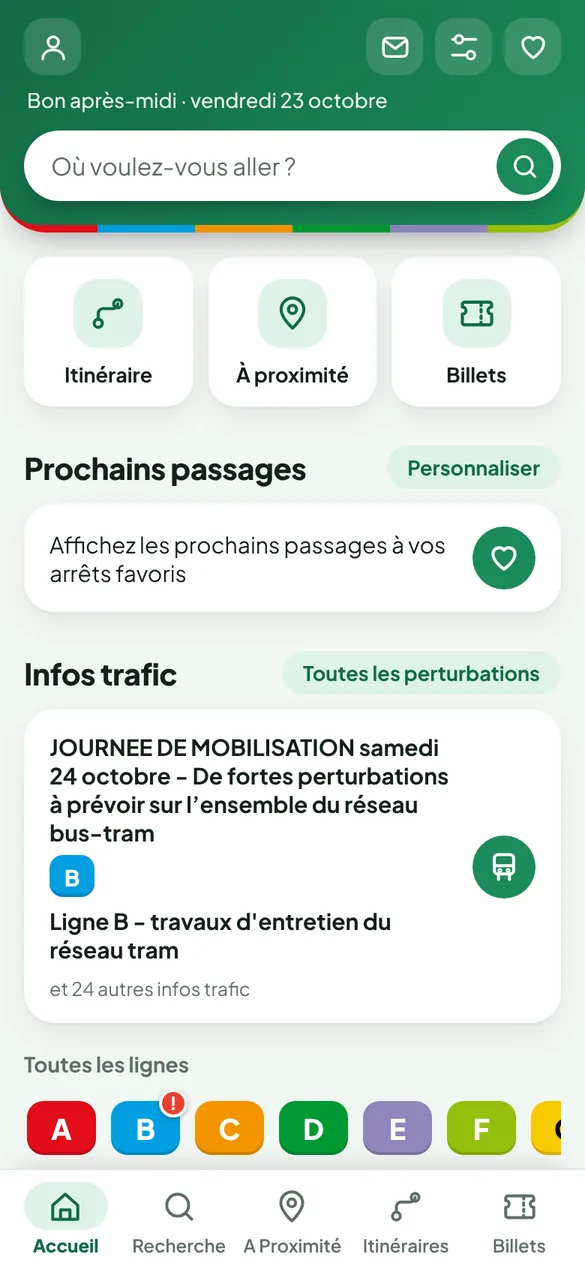 Bon après-midi · vendredi 23 octobre
Où voulez-vous aller ?
Itinéraire
À proximité
Billets
Prochains passages
Personnaliser
Affichez les prochains passages à vos
arrêts favoris
Infos trafic
Toutes les perturbations
JOURNEE DE MOBILISATION samedi
24 octobre – De fortes perturbations
à prévoir sur l’ensemble du réseau
bus-tram
B
Ligne B – travaux d'entretien du
réseau tram
et 24 autres infos trafic
Toutes les lignes
A
B
!
C
D
E
F
Accueil
Recherche
A Proximité
Itinéraires
Billets